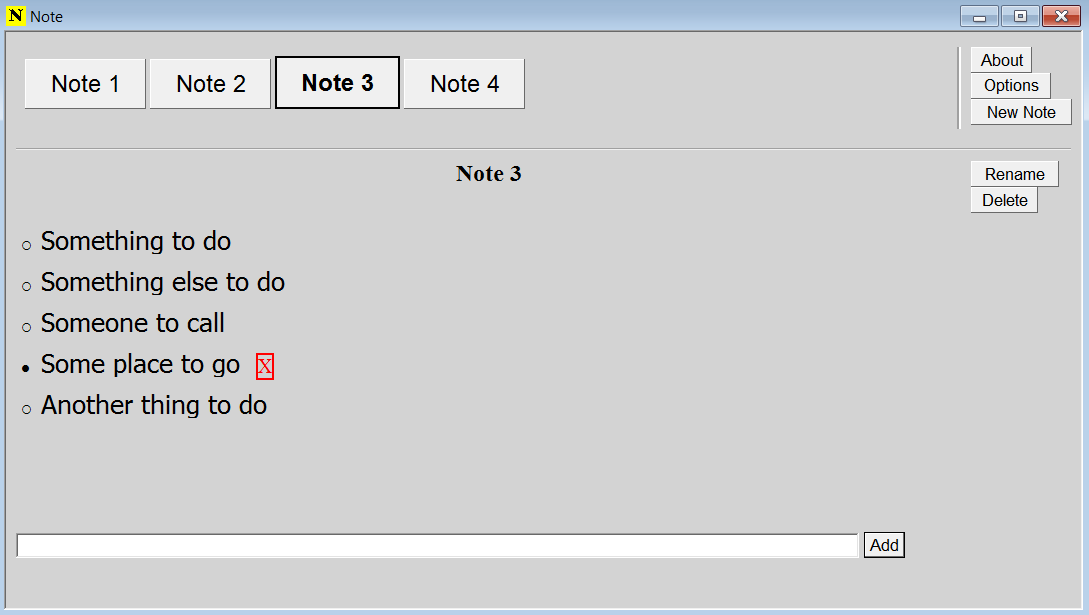 N Note
Note 1 Note 2 Note 3 Note 4
About
Options
New Note
Note 3
Rename
Delete
Something to do
Something else to do
Someone to call
Some place to go X
Another thing to do
Add